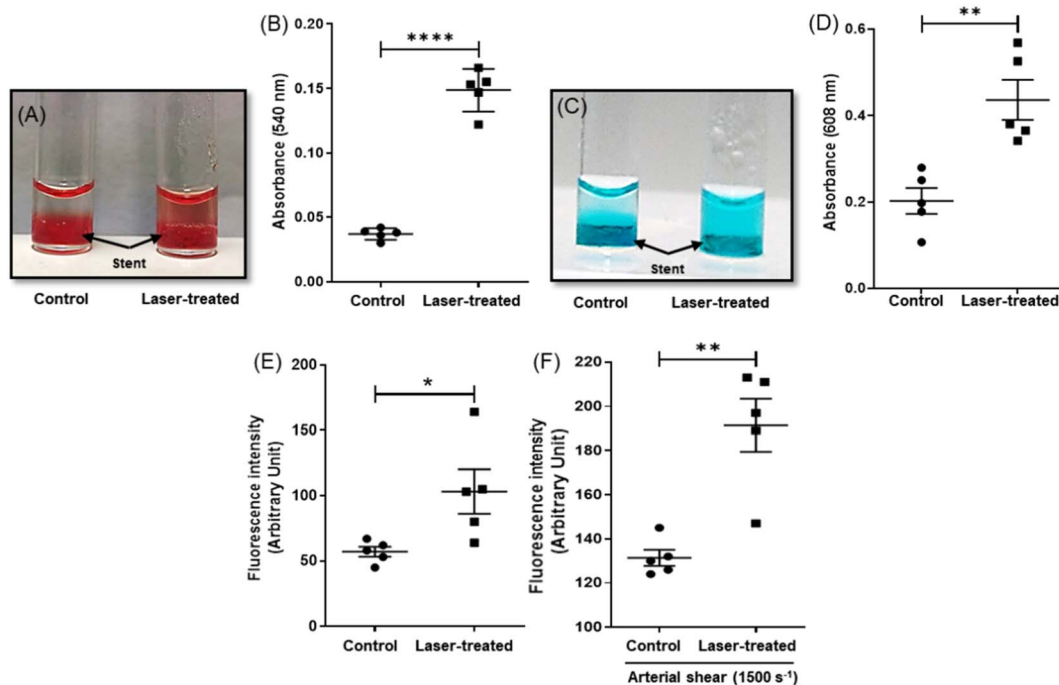 (A)
Stent
Control Laser-treated
(B)
Absorbance (540 nm)
0.20
0.15
0.10
0.05
0.00
****
Control Laser-treated
(C)
Stent
Control Laser-treated
(D)
Absorbance (608 nm)
0.6
0.4
0.2
0.0
**
Control Laser-treated
(E)
Fluorescence intensity
(Arbitrary Unit)
200
150
100
50
0
*
Control Laser-treated
(F)
Fluorescence intensity
(Arbitrary Unit)
220
200
180
160
140
120
100
**
Control Laser-treated
Arterial shear (1500 s⁻¹)